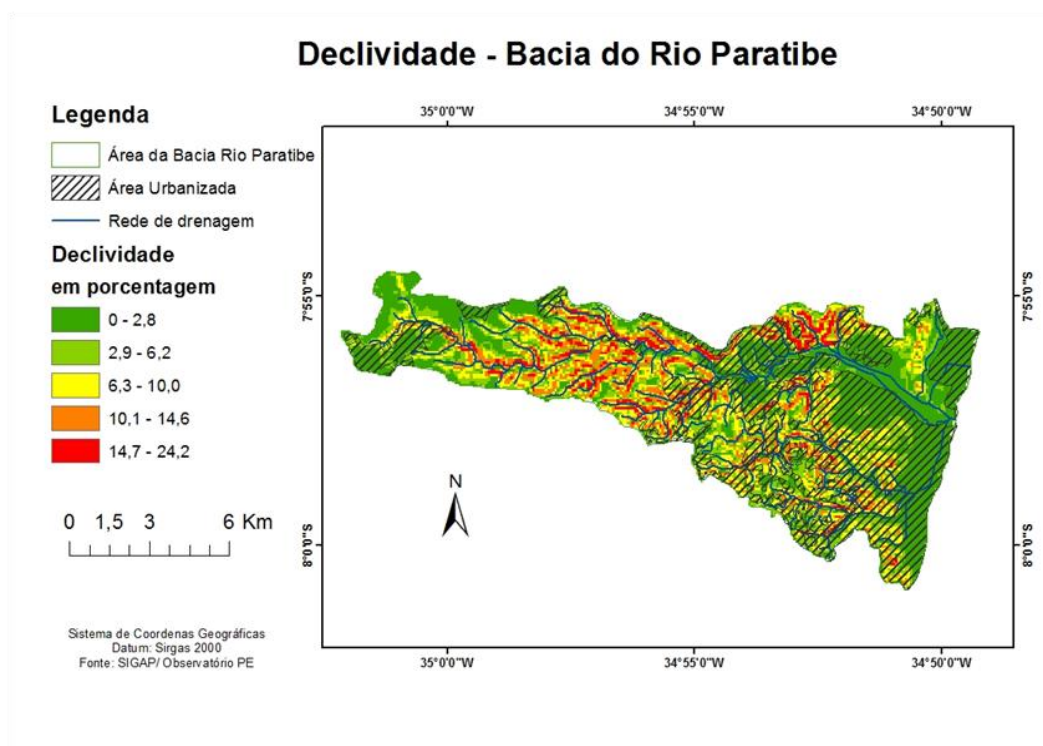 Declividade - Bacia do Rio Paratibe
Legenda
Área da Bacia Rio Paratibe
Área Urbanizada
Rede de drenagem
Declividade
em porcentagem
0 - 2,8
2,9 - 6,2
6,3 - 10,0
10,1 - 14,6
14,7 - 24,2
0 1,5 3 6 Km
Sistema de Coordenas Geográficas
Datum: Sirgas 2000
Fonte: SIGAP/ Observatório PE
35°0'0"W 34°55'0"W 34°50'0"W
7°55'0"S 7°55'0"S
N
8°0'0"S 8°0'0"S
35°0'0"W 34°55'0"W 34°50'0"W